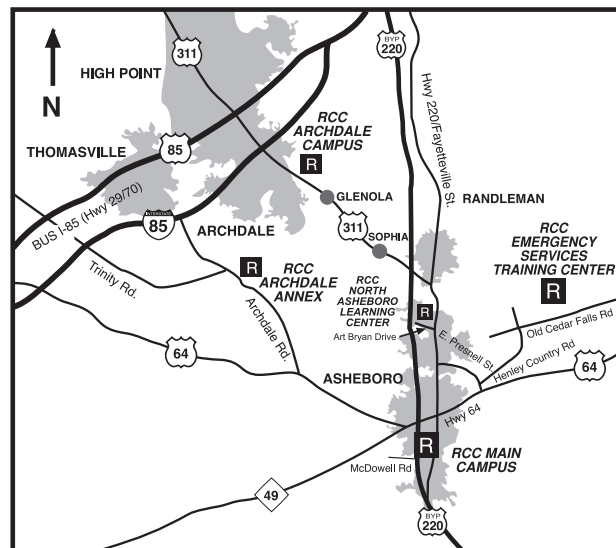 N
311
HIGH POINT
BYP
220
Hwy 220/Fayetteville St.
85
THOMASVILLE
RCC
ARCHDALE
CAMPUS
R
BUS I-85 (Hwy 29/70)
INTERSTATE
85
ARCHDALE
GLENOLA
311
SOPHIA
RANDLEMAN
RCC
EMERGENCY
SERVICES
TRAINING CENTER
R
Trinity Rd.
R
RCC
ARCHDALE
ANNEX
Archdale Rd.
RCC
NORTH
ASHEBORO
LEARNING
CENTER
R
Art Bryan Drive
E. Presnell St.
Old Cedar Falls Rd
Henley Country Rd
64
64
ASHEBORO
Hwy 64
R
RCC MAIN
CAMPUS
McDowell Rd
49
BYP
220